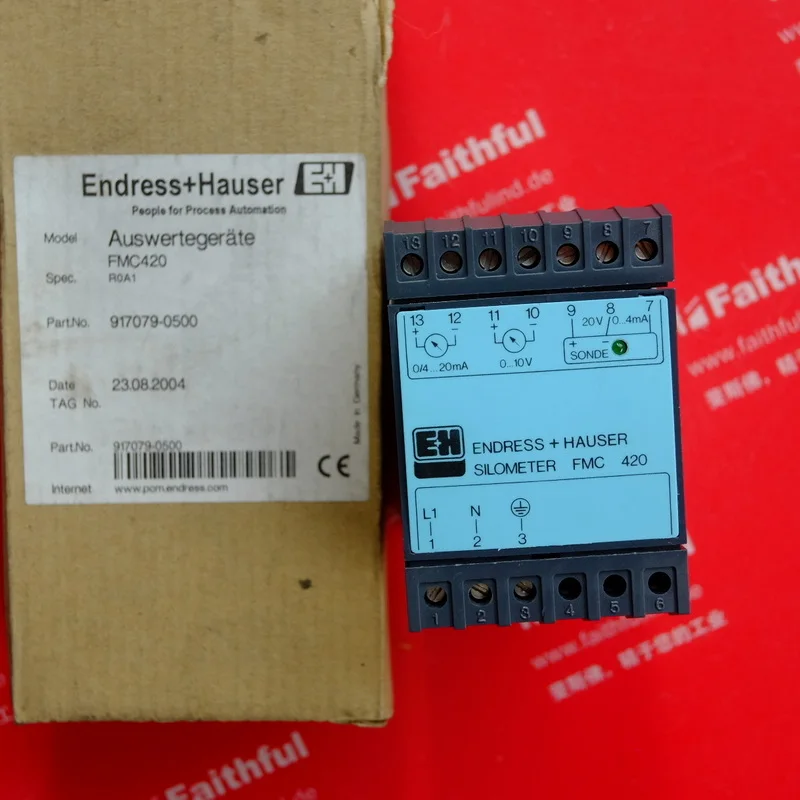 Endress+Hauser E+H
People for Process Automation
Model Auswertegeräte
FMC420
Spec. R0A1
Part.No. 917079-0500
Date 23.08.2004
TAG No.
Made in Germany
Part.No. 917079-0500
CE
Internet www.pcm.endress.com
13 12 11 10 9 8 7
13 12 11 10 9 8 7
+ - + - 20V 0...4mA
+ -
0/4...20mA 0...10V SONDE
E+H ENDRESS + HAUSER
SILOMETER FMC 420
L1 N
1 2 3
1 2 3 4 5 6
Faithful
Faithful
faithfulind.de
Faithful
www.faith
Faithful